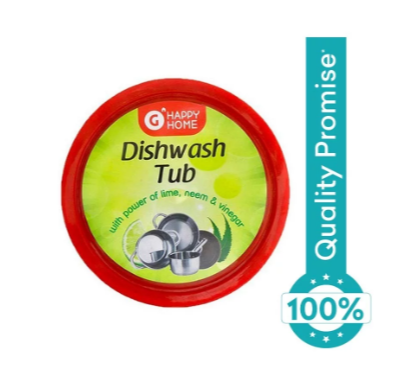 G
HAPPY
HOME
Dishwash
Tub
with power of lime, neem & vinegar
Quality Promise*
100%